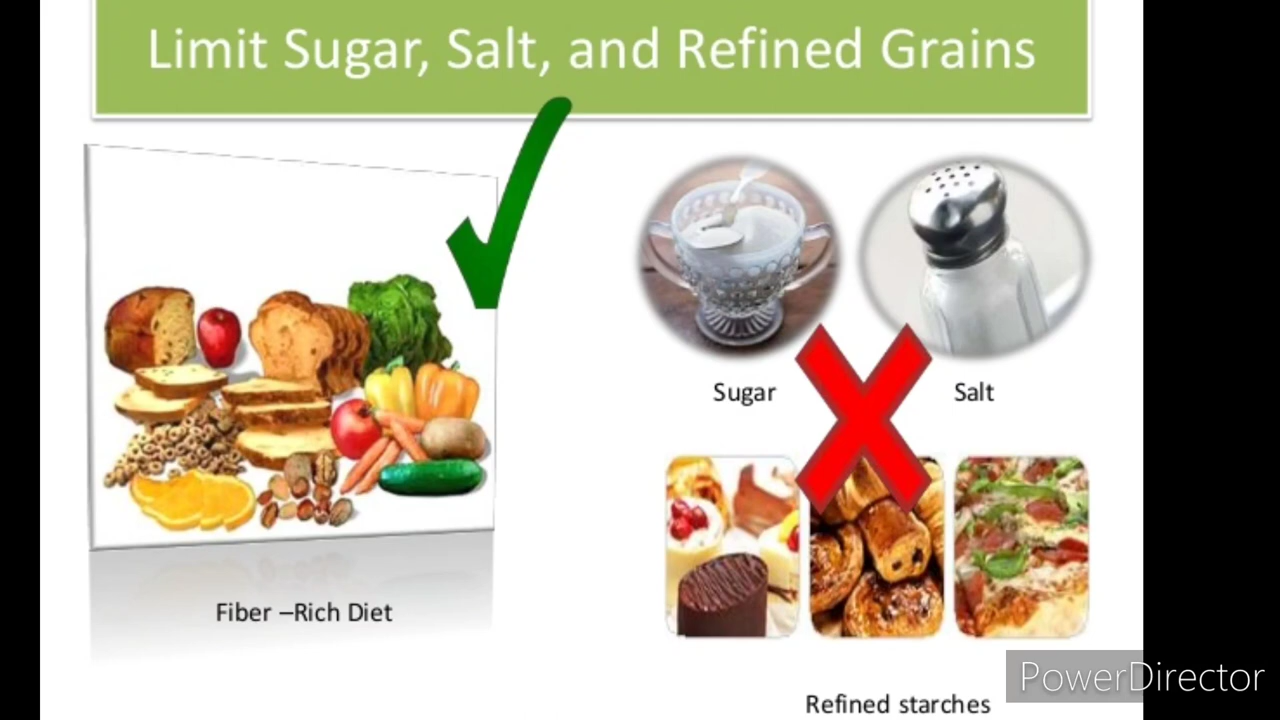 Limit Sugar, Salt, and Refined Grains
Sugar
Salt
Fiber –Rich Diet
Refined starches
PowerDirector